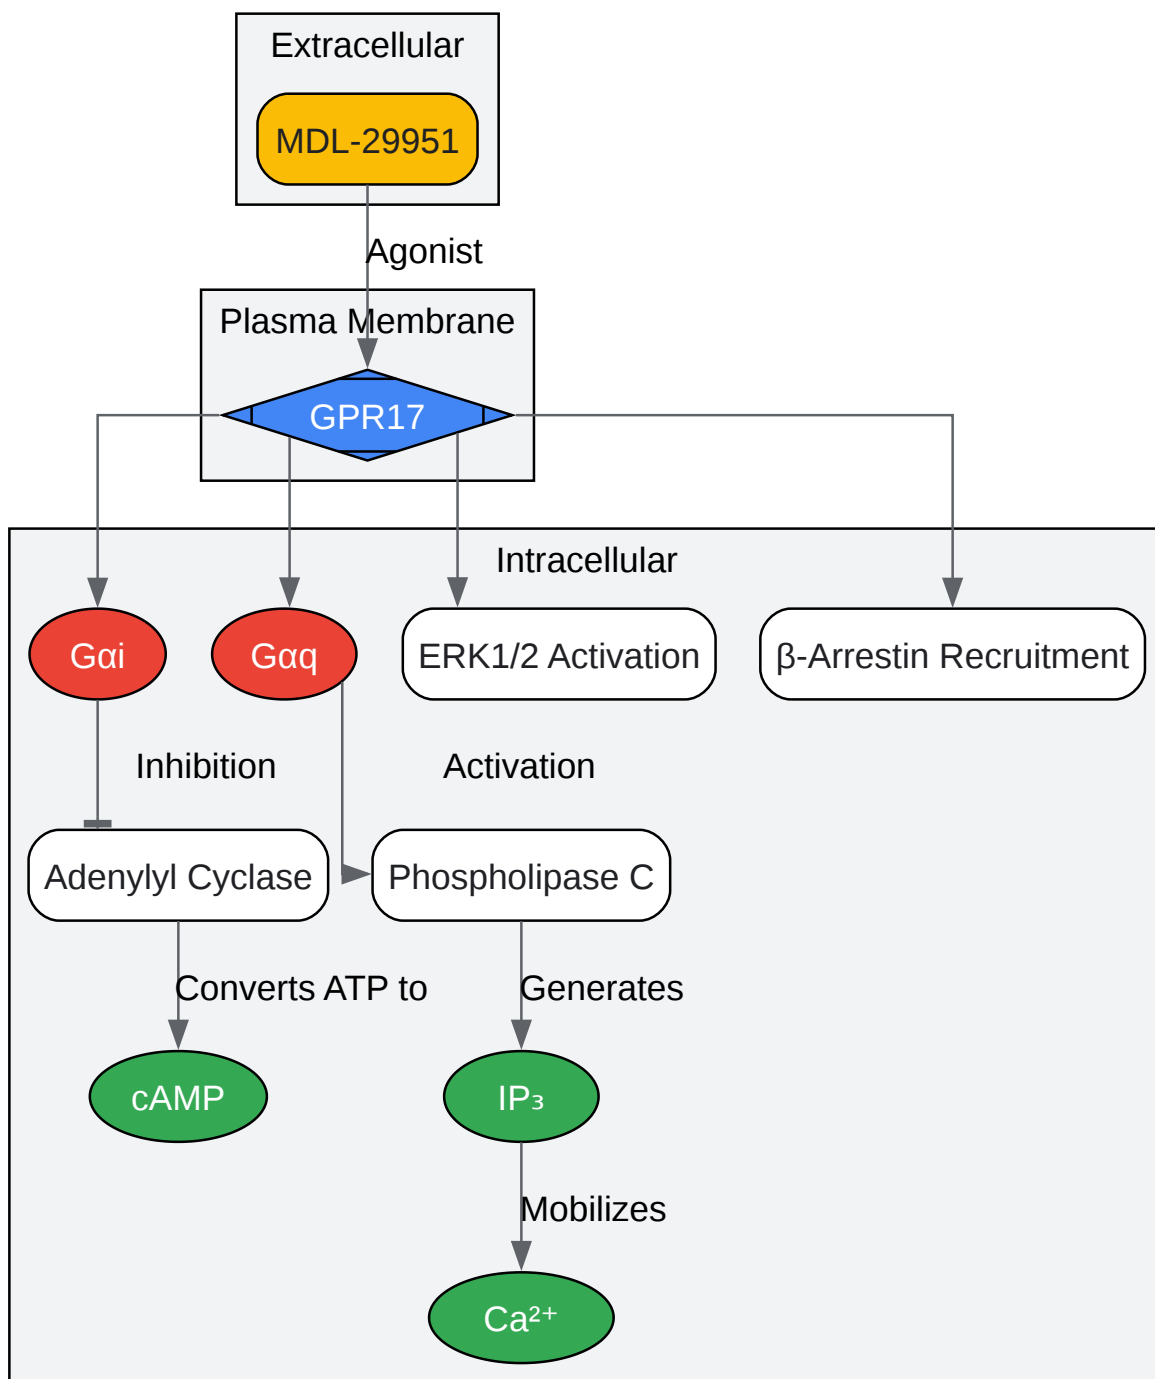 Extracellular
MDL-29951
Agonist
Plasma Membrane
GPR17
Intracellular
Gαi
Gαq
ERK1/2 Activation
β-Arrestin Recruitment
Inhibition
Activation
Adenylyl Cyclase
Phospholipase C
Converts ATP to
Generates
cAMP
IP₃
Mobilizes
Ca²⁺